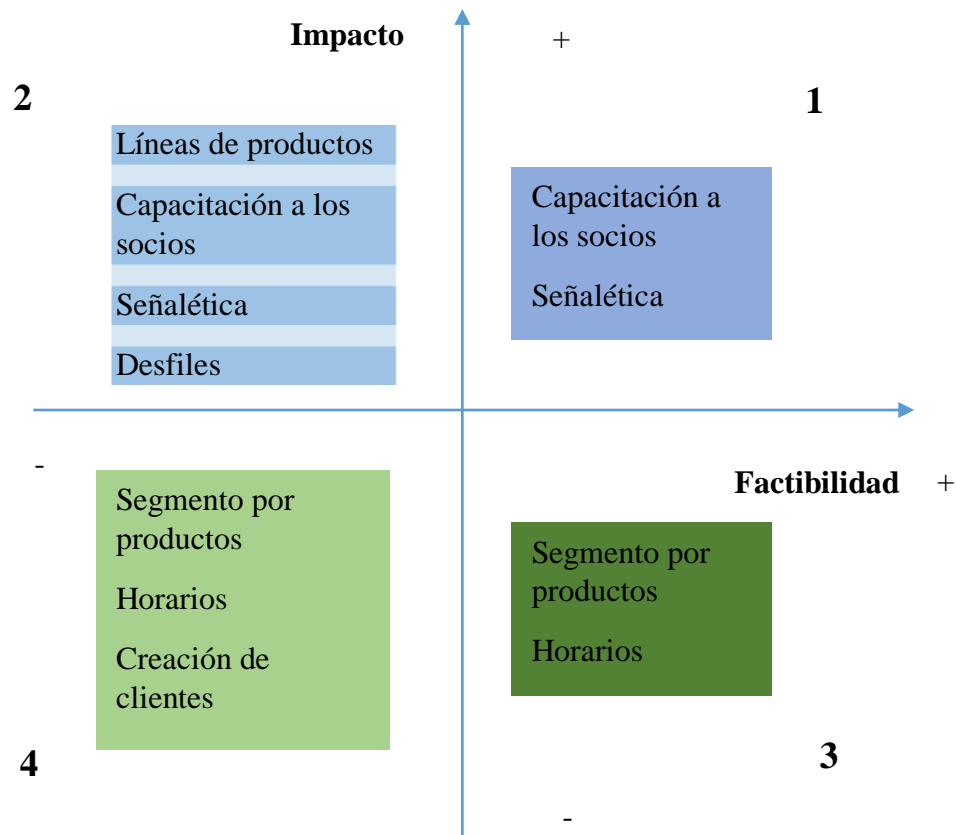 Impacto
+
2
1
Líneas de productos
Capacitación a los
socios
Señalética
Desfiles
Capacitación a
los socios
Señalética
-
Factibilidad +
Segmento por
productos
Horarios
Creación de
clientes
Segmento por
productos
Horarios
4
3
-